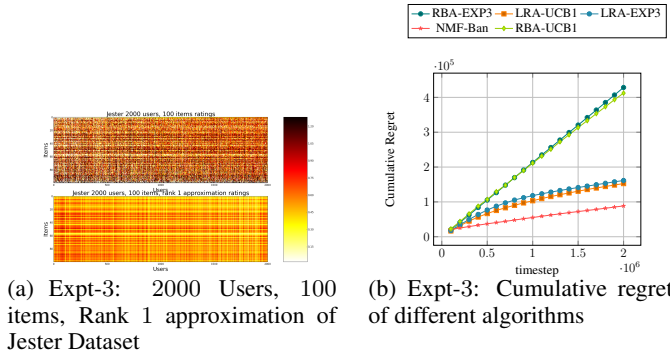 RBA-EXP3 LRA-UCB1 LRA-EXP3
NMF-Ban RBA-UCB1
Jester 2000 users, 100 items ratings
Items
Users
Jester 2000 users, 100 items, rank 1 approximation ratings
Items
Users
·10^5
4
3
2
1
0
Cumulative Regret
0 0.5 1 1.5 2
timestep
·10^6
(a) Expt-3: 2000 Users, 100
items, Rank 1 approximation of
Jester Dataset
(b) Expt-3: Cumulative regret
of different algorithms